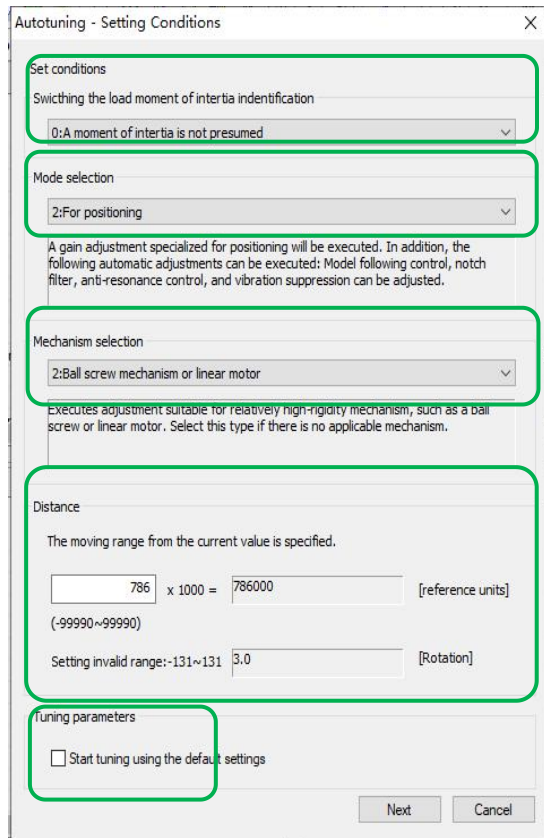 Autotuning - Setting Conditions
Set conditions
Swicthing the load moment of intertia indentification
0:A moment of intertia is not presumed
Mode selection
2:For positioning
A gain adjustment specialized for positioning will be executed. In addition, the
following automatic adjustments can be executed: Model following control, notch
filter, anti-resonance control, and vibration suppression can be adjusted.
Mechanism selection
2:Ball screw mechanism or linear motor
Executes adjustment suitable for relatively high-rigidity mechanism, such as a ball
screw or linear motor. Select this type if there is no applicable mechanism.
Distance
The moving range from the current value is specified.
786 x 1000 = 786000 [reference units]
(-99990~99990)
Setting invalid range:-131~131 3.0 [Rotation]
Tuning parameters
Start tuning using the default settings
Next Cancel